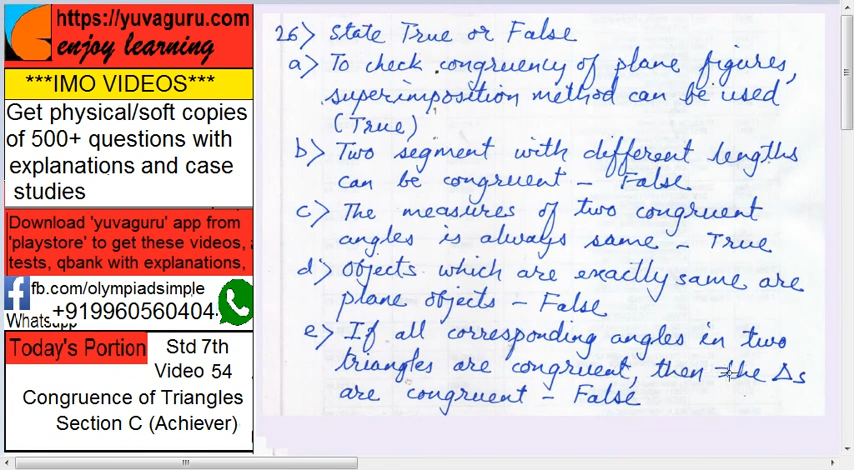 https://yuvaguru.com
enjoy learning
***IMO VIDEOS***
Get physical/soft copies
of 500+ questions with
explanations and case
studies
Download 'yuvaguru' app from
'playstore' to get these videos,
tests, qbank with explanations,
fb.com/olympiadsimple
+919960560404
Whatsapp
Today's Portion
Std 7th
Video 54
Congruence of Triangles
Section C (Achiever)
26> State True or False
a> To check congruency of plane figures,
superimposition method can be used
(True)
b> Two segment with different lengths
can be congruent - False
c> The measures of two congruent
angles is always same - True
d> Objects which are exactly same are
plane objects - False
e> If all corresponding angles in two
triangles are congruent, then the Δs
are congruent - False